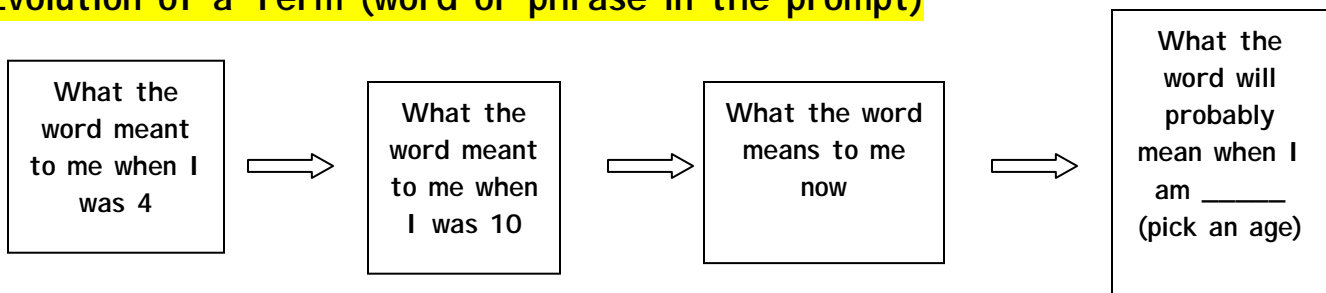 Evolution of a Term (word or phrase in the prompt)
What the
word meant
to me when I
was 4
What the
word meant
to me when
I was 10
What the word
means to me
now
What the
word will
probably
mean when I
am _____
(pick an age)